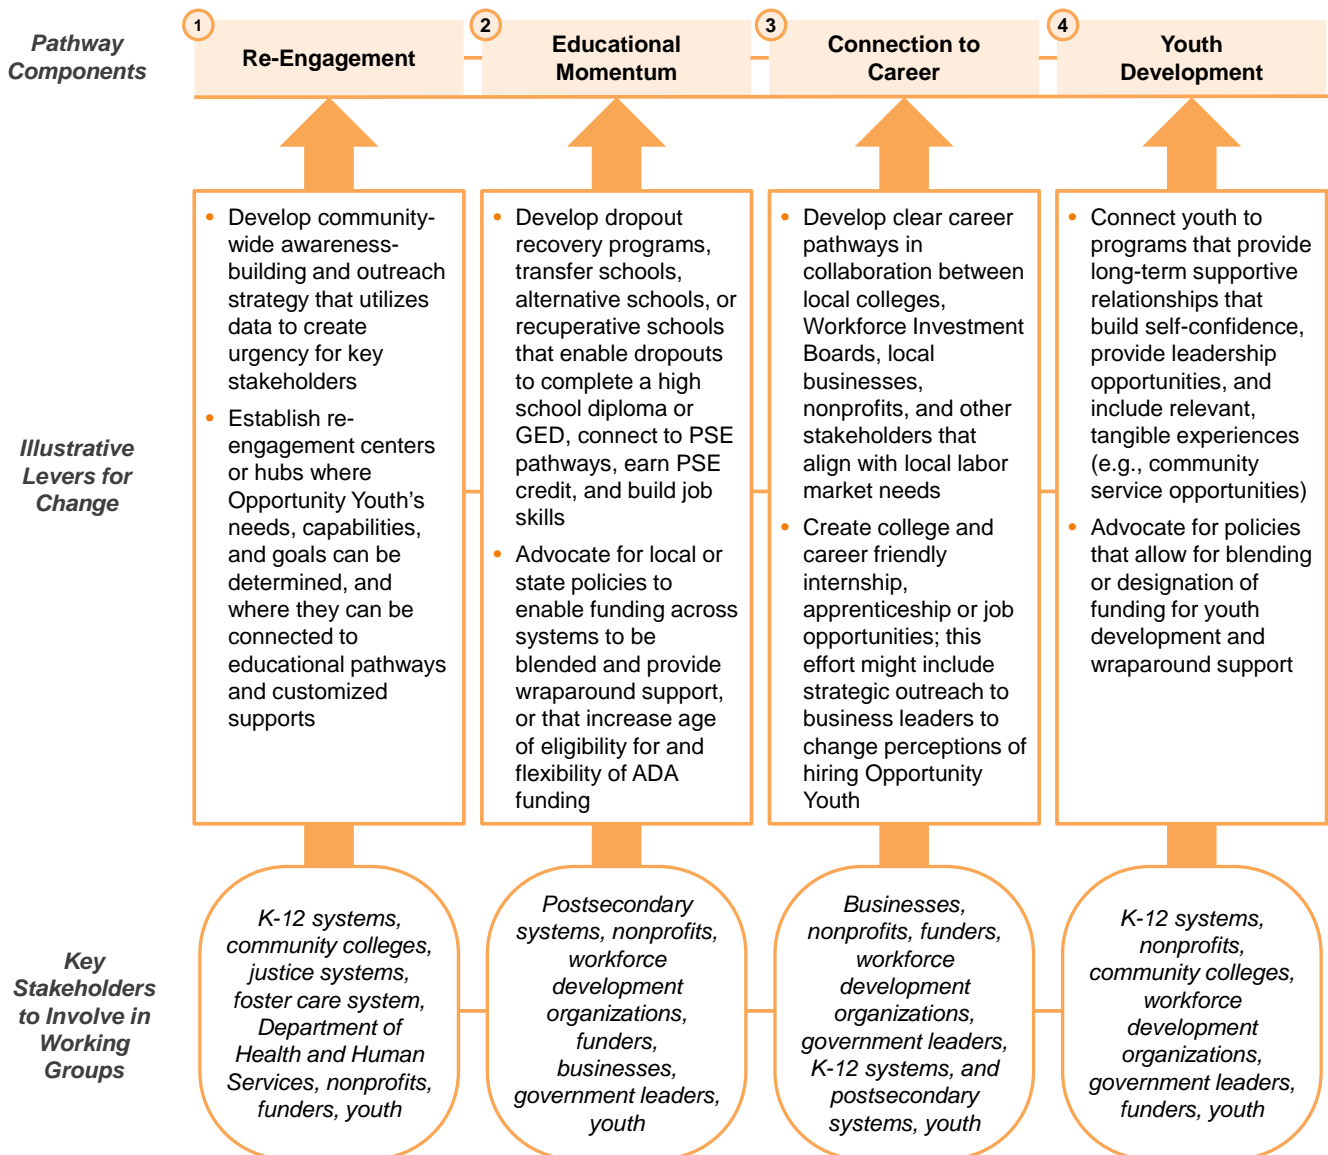 Pathway
Components
1
Re-Engagement
2
Educational
Momentum
3
Connection to
Career
4
Youth
Development
Illustrative
Levers for
Change
• Develop community-
wide awareness-
building and outreach
strategy that utilizes
data to create
urgency for key
stakeholders
• Establish re-
engagement centers
or hubs where
Opportunity Youth’s
needs, capabilities,
and goals can be
determined, and
where they can be
connected to
educational pathways
and customized
supports
• Develop dropout
recovery programs,
transfer schools,
alternative schools, or
recuperative schools
that enable dropouts
to complete a high
school diploma or
GED, connect to PSE
pathways, earn PSE
credit, and build job
skills
• Advocate for local or
state policies to
enable funding across
systems to be
blended and provide
wraparound support,
or that increase age
of eligibility for and
flexibility of ADA
funding
• Develop clear career
pathways in
collaboration between
local colleges,
Workforce Investment
Boards, local
businesses,
nonprofits, and other
stakeholders that
align with local labor
market needs
• Create college and
career friendly
internship,
apprenticeship or job
opportunities; this
effort might include
strategic outreach to
business leaders to
change perceptions of
hiring Opportunity
Youth
• Connect youth to
programs that provide
long-term supportive
relationships that
build self-confidence,
provide leadership
opportunities, and
include relevant,
tangible experiences
(e.g., community
service opportunities)
• Advocate for policies
that allow for blending
or designation of
funding for youth
development and
wraparound support
Key
Stakeholders
to Involve in
Working
Groups
K-12 systems,
community colleges,
justice systems,
foster care system,
Department of
Health and Human
Services, nonprofits,
funders, youth
Postsecondary
systems, nonprofits,
workforce
development
organizations,
funders,
businesses,
government leaders,
youth
Businesses,
nonprofits, funders,
workforce
development
organizations,
government leaders,
K-12 systems, and
postsecondary
systems, youth
K-12 systems,
nonprofits,
community colleges,
workforce
development
organizations,
government leaders,
funders, youth